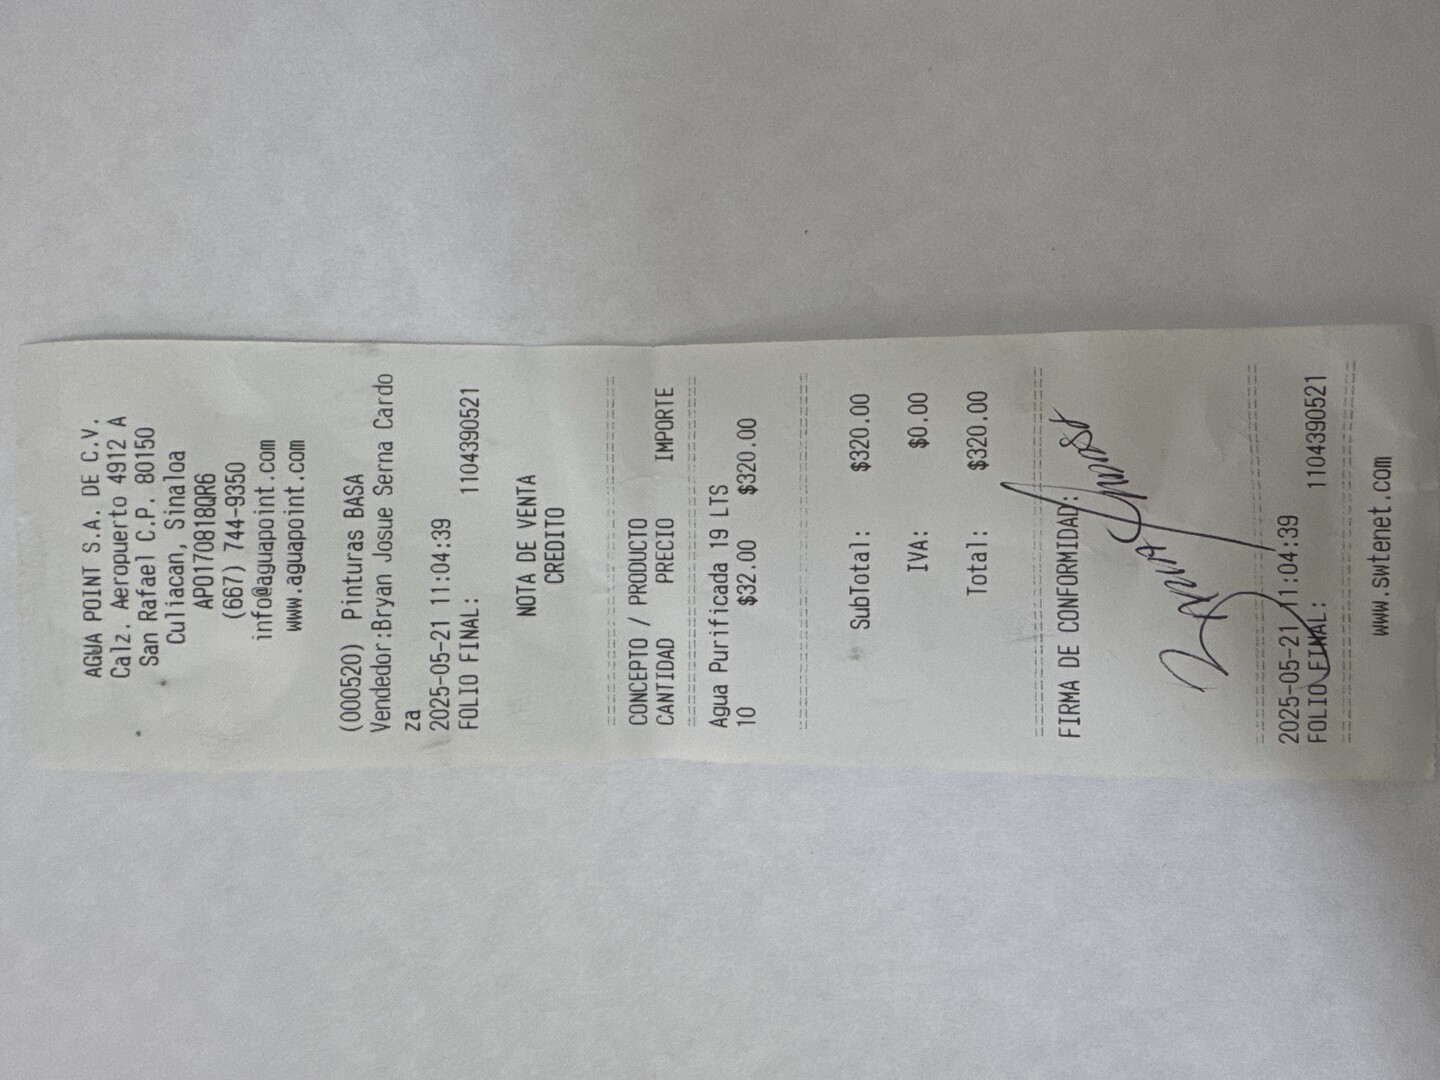 AGUA POINT S.A. DE C.V.
Calz. Aeropuerto 4912 A
San Rafael C.P. 80150
Culiacan, Sinaloa
APO170818QR6
(667) 744-9350
info@aguapoint.com
www.aguapoint.com
(000520) Pinturas BASA
Vendedor:Bryan Josue Serna Cardo
za
2025-05-21 11:04:39
FOLIO FINAL: 1104390521
NOTA DE VENTA
CREDITO
CONCEPTO / PRODUCTO
CANTIDAD PRECIO IMPORTE
Agua Purificada 19 LTS
10 $32.00 $320.00
SubTotal: $320.00
IVA: $0.00
Total: $320.00
FIRMA DE CONFORMIDAD:
2025-05-21 11:04:39
FOLIO FINAL: 1104390521
www.swtenet.com